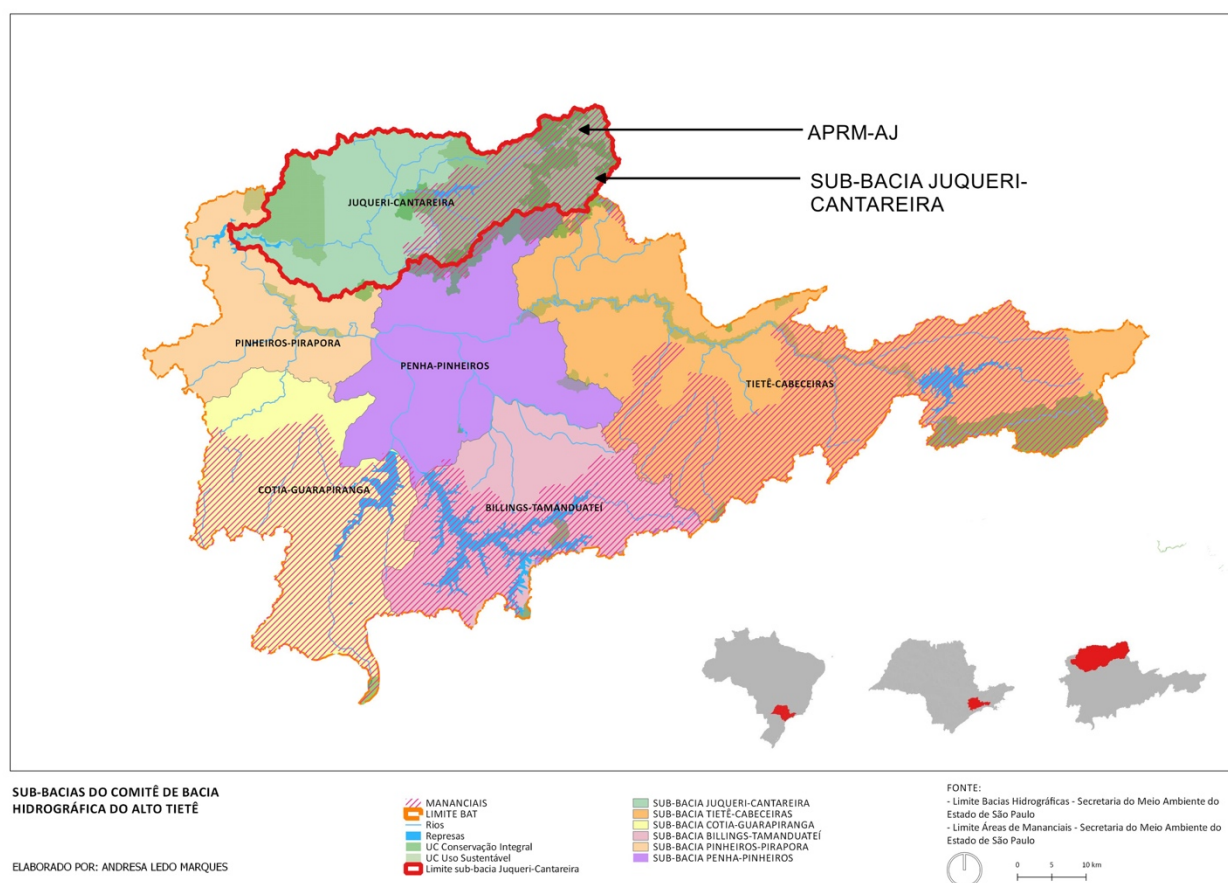 APRM-AJ
SUB-BACIA JUQUERI-
CANTAREIRA
JUQUERI-CANTAREIRA
PINHEIROS-PIRAPORA
PENHA-PINHEIROS
TIETÊ-CABECEIRAS
COTIA-GUARAPIRANGA
BILLINGS-TAMANDUATEÍ
SUB-BACIAS DO COMITÊ DE BACIA
HIDROGRÁFICA DO ALTO TIETÊ
ELABORADO POR: ANDRESA LEDO MARQUES
MANANCIAIS
LIMITE BAT
Rios
Represas
UC Conservação Integral
UC Uso Sustentável
Limite sub-bacia Juqueri-Cantareira
SUB-BACIA JUQUERI-CANTAREIRA
SUB-BACIA TIETÊ-CABECEIRAS
SUB-BACIA COTIA-GUARAPIRANGA
SUB-BACIA BILLINGS-TAMANDUATEÍ
SUB-BACIA PINHEIROS-PIRAPORA
SUB-BACIA PENHA-PINHEIROS
FONTE:
- Limite Bacias Hidrográficas - Secretaria do Meio Ambiente do
Estado de São Paulo
- Limite Áreas de Mananciais - Secretaria do Meio Ambiente do
Estado de São Paulo
0 5 10 km